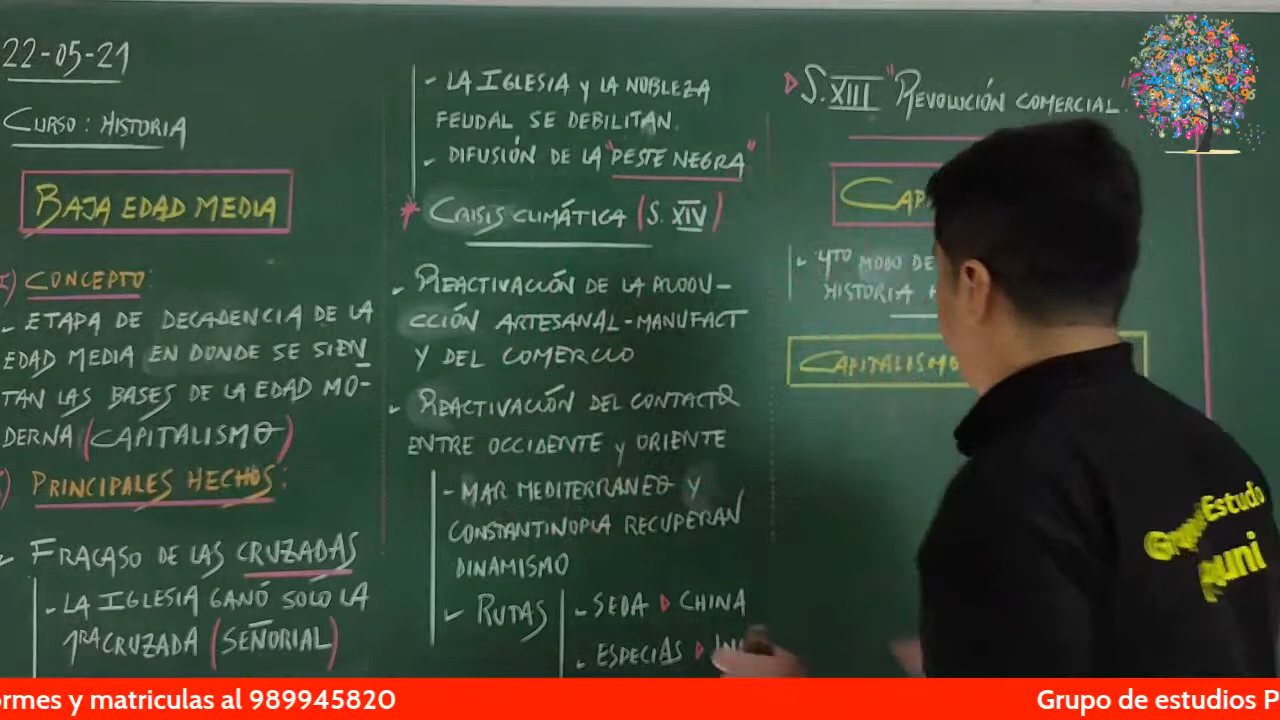 22-05-21
CURSO: HISTORIA
BAJA EDAD MEDIA
I) CONCEPTO:
- ETAPA DE DECADENCIA DE LA
EDAD MEDIA EN DONDE SE SIEN
TAN LAS BASES DE LA EDAD MO-
DERNA (CAPITALISMO)
) PRINCIPALES HECHOS:
- FRACASO DE LAS CRUZADAS
- LA IGLESIA GANÓ SOLO LA
1RA CRUZADA (SEÑORIAL)
- LA IGLESIA Y LA NOBLEZA
FEUDAL SE DEBILITAN.
- DIFUSIÓN DE LA "PESTE NEGRA"
* CRISIS CLIMÁTICA (S. XIV)
- REACTIVACIÓN DE LA PRODU-
CCIÓN ARTESANAL-MANUFACT
Y DEL COMERCIO
- REACTIVACIÓN DEL CONTACTO
ENTRE OCCIDENTE Y ORIENTE
- MAR MEDITERRANEO Y
CONSTANTINOPLA RECUPERAN
DINAMISMO
- RUTAS
- SEDA ▷ CHINA
- ESPECIAS ▷ IN
▷ S. XIII "REVOLUCIÓN COMERCIAL"
CAP
- 4TO MODO DE
HISTORIA
CAPITALISMO
Grupo Estudo
ormes y matriculas al 989945820
Grupo de estudios P